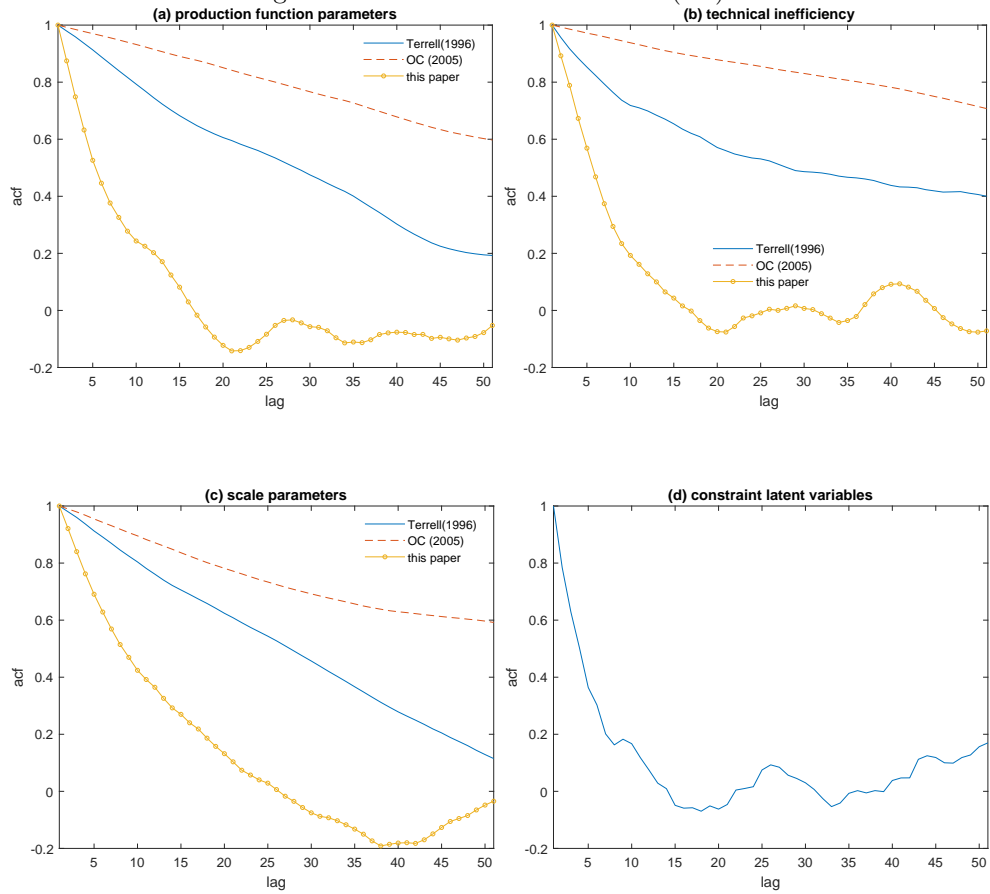 (a) production function parameters
1
0.8
0.6
0.4
0.2
0
-0.2
acf
Terrell(1996)
OC (2005)
this paper
5 10 15 20 25 30 35 40 45 50
lag
(b) technical inefficiency
1
0.8
0.6
0.4
0.2
0
-0.2
acf
Terrell(1996)
OC (2005)
this paper
5 10 15 20 25 30 35 40 45 50
lag
(c) scale parameters
1
0.8
0.6
0.4
0.2
0
-0.2
acf
Terrell(1996)
OC (2005)
this paper
5 10 15 20 25 30 35 40 45 50
lag
(d) constraint latent variables
1
0.8
0.6
0.4
0.2
0
-0.2
acf
5 10 15 20 25 30 35 40 45 50
lag